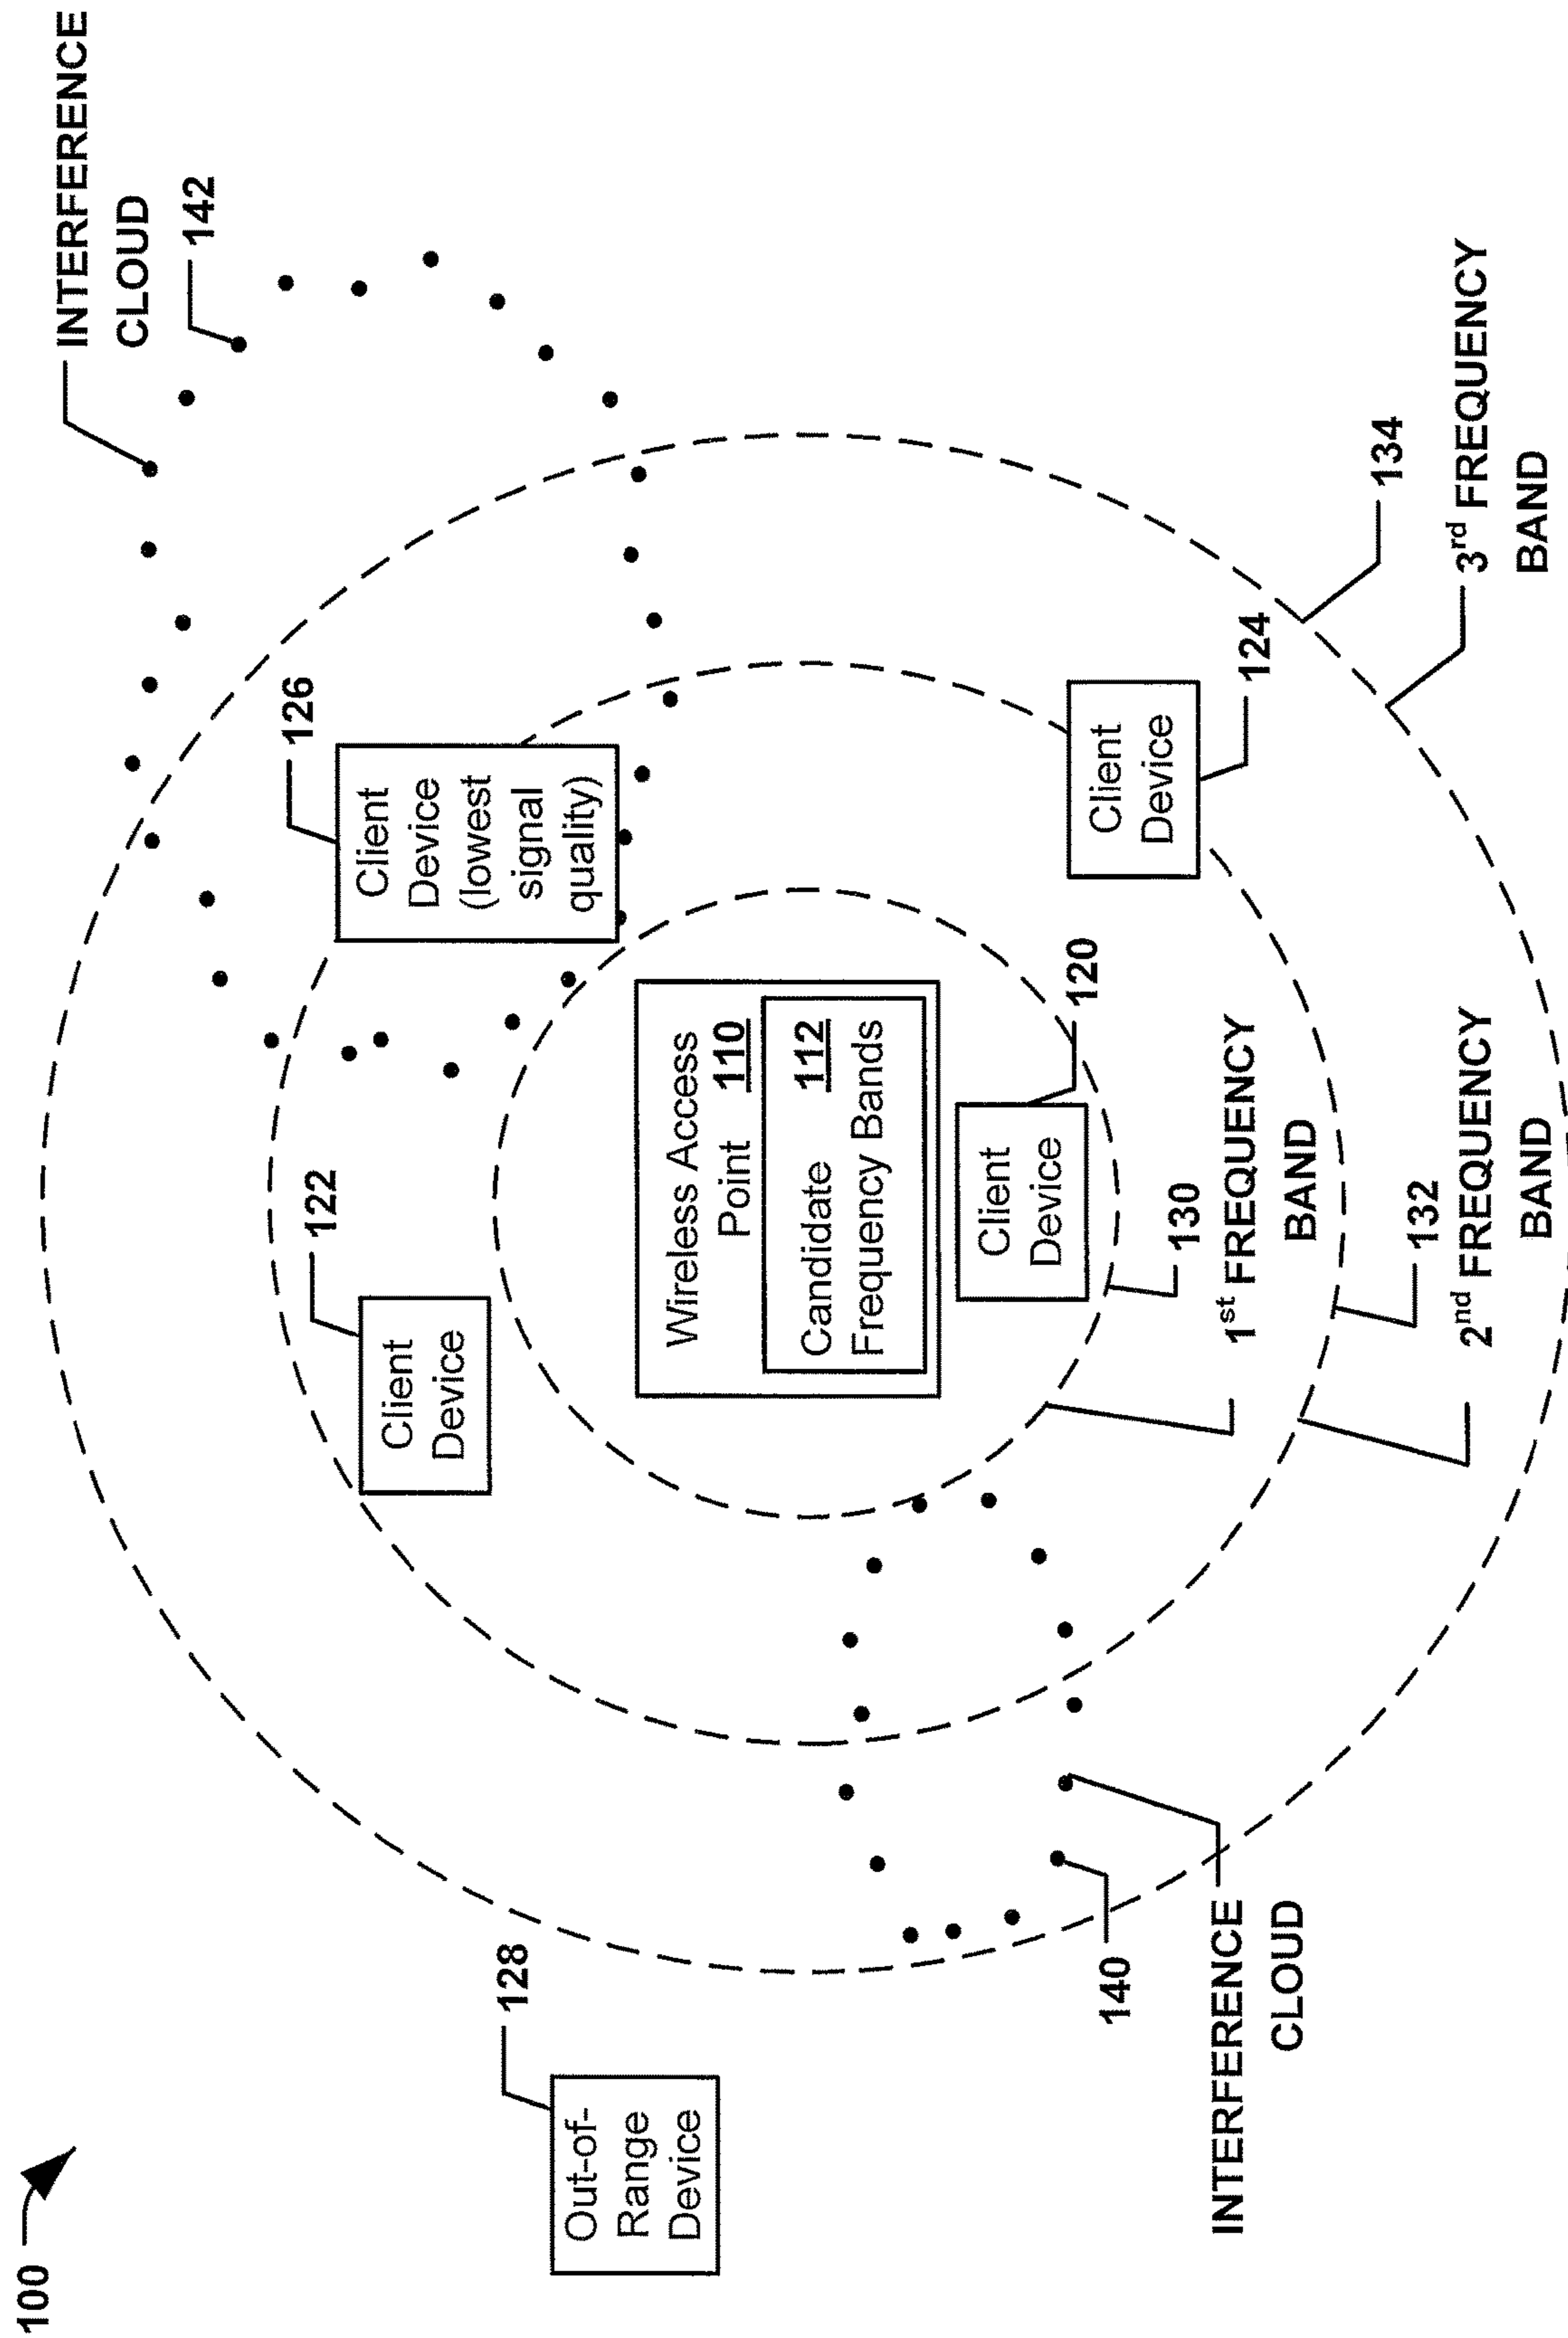 100
INTERFERENCE
CLOUD
142
126
Client
Device
(lowest
signal
quality)
122
Client
Device
128
Out-of-
Range
Device
Wireless Access
Point 110
Candidate 112
Frequency Bands
120
Client
Device
124
Client
Device
134
3rd FREQUENCY
BAND
130
1st FREQUENCY
BAND
132
2nd FREQUENCY
BAND
140
INTERFERENCE
CLOUD